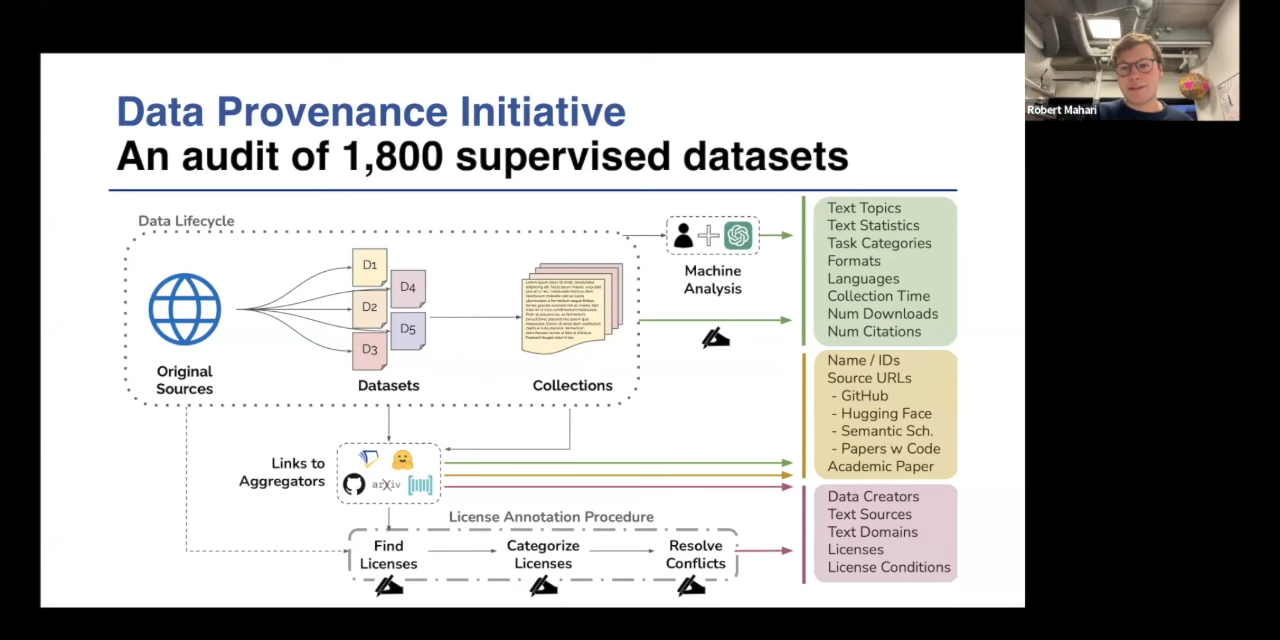 Data Provenance Initiative
An audit of 1,800 supervised datasets
Robert Mahari
Data Lifecycle
Original
Sources
D1
D4
D2
D5
D3
Datasets
Collections
Machine
Analysis
Text Topics
Text Statistics
Task Categories
Formats
Languages
Collection Time
Num Downloads
Num Citations
Name / IDs
Source URLs
- GitHub
- Hugging Face
- Semantic Sch.
- Papers w Code
Academic Paper
Links to
Aggregators
arXiv
License Annotation Procedure
Find
Licenses
Categorize
Licenses
Resolve
Conflicts
Data Creators
Text Sources
Text Domains
Licenses
License Conditions